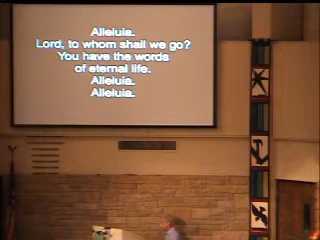 Alleluia.
Lord, to whom shall we go?
You have the words
of eternal life.
Alleluia.
Alleluia.